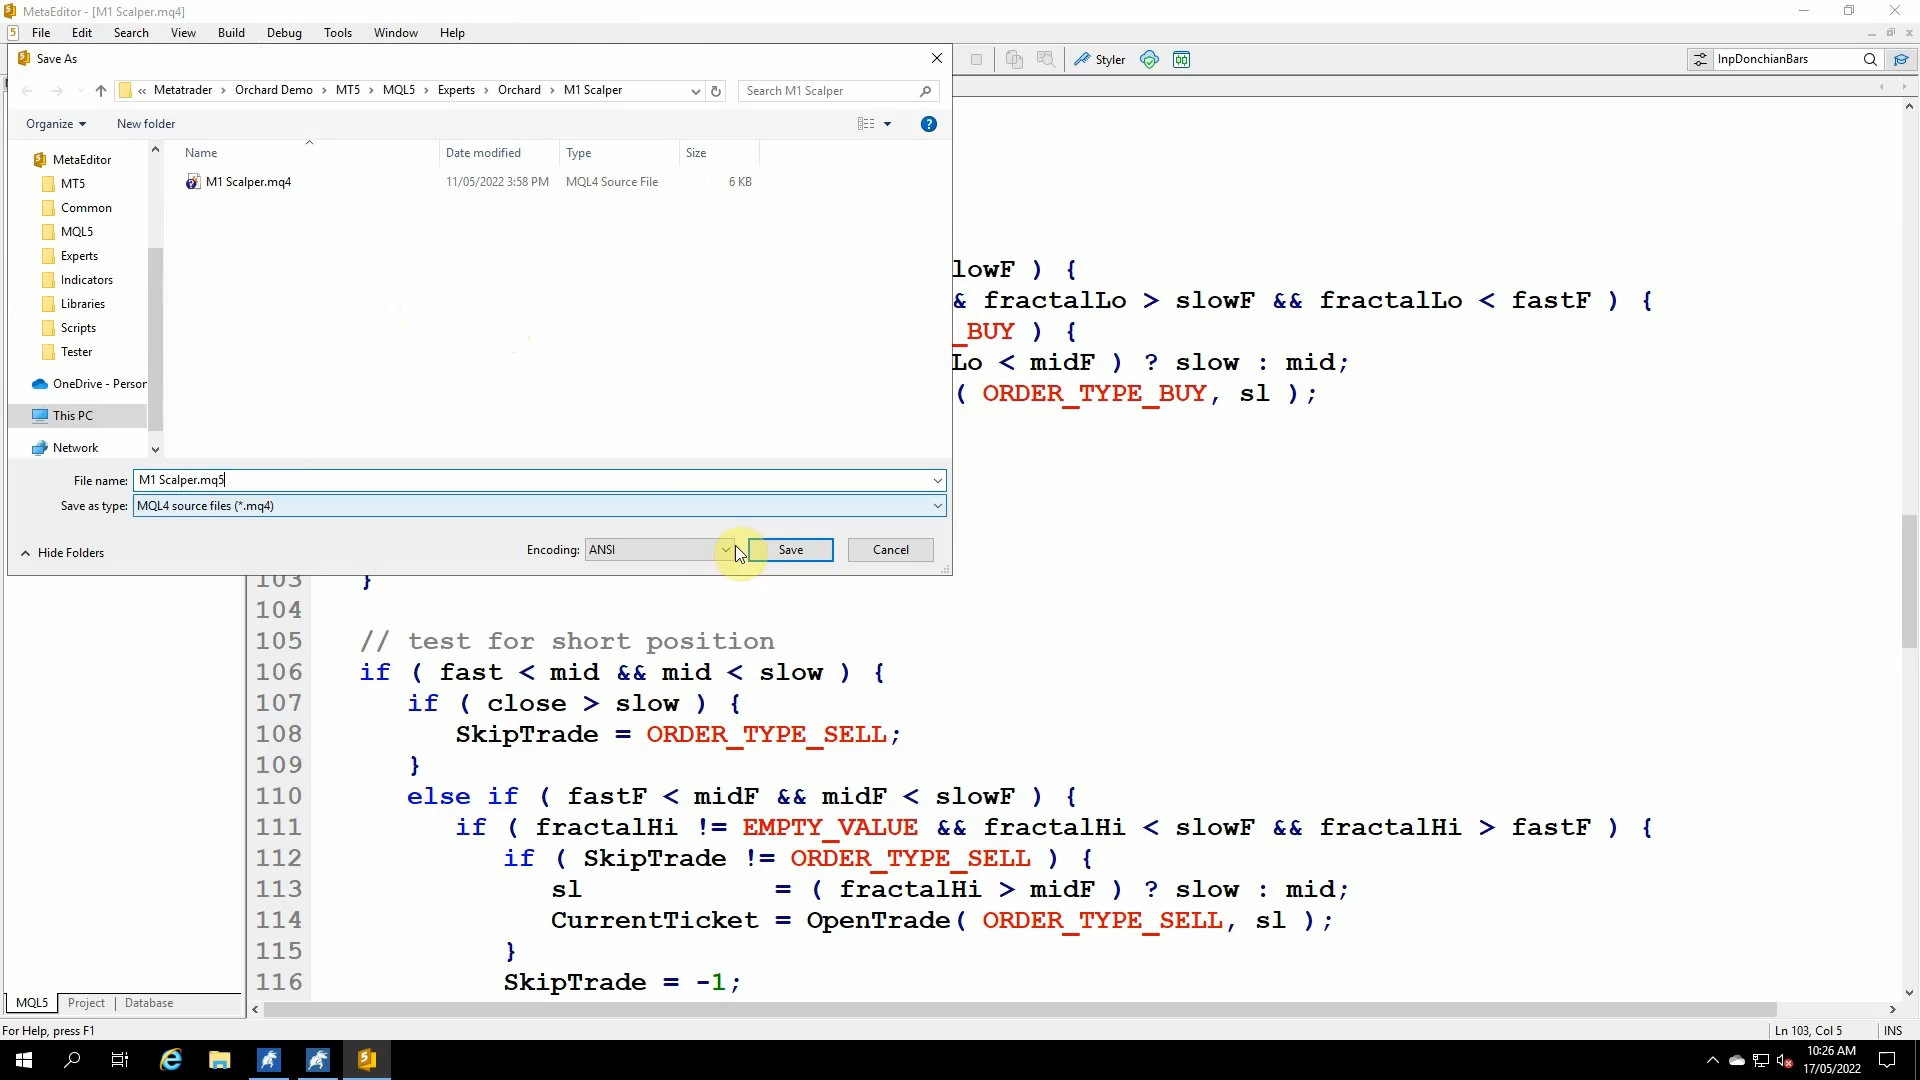 MetaEditor - [M1 Scalper.mq4]
File Edit Search View Build Debug Tools Window Help
Save As
Styler
InpDonchianBars
« Metatrader › Orchard Demo › MT5 › MQL5 › Experts › Orchard › M1 Scalper
Search M1 Scalper
Organize
New folder
Name Date modified Type Size
M1 Scalper.mq4 11/05/2022 3:58 PM MQL4 Source File 6 KB
MetaEditor
MT5
Common
MQL5
Experts
Indicators
Libraries
Scripts
Tester
OneDrive - Person
This PC
Network
File name: M1 Scalper.mq5
Save as type: MQL4 source files (*.mq4)
Hide Folders
Encoding: ANSI
Save
Cancel
lowF ) {
& fractalLo > slowF && fractalLo < fastF ) {
_BUY ) {
Lo < midF ) ? slow : mid;
( ORDER_TYPE_BUY, sl );
103 }
104
105 // test for short position
106 if ( fast < mid && mid < slow ) {
107 if ( close > slow ) {
108 SkipTrade = ORDER_TYPE_SELL;
109 }
110 else if ( fastF < midF && midF < slowF ) {
111 if ( fractalHi != EMPTY_VALUE && fractalHi < slowF && fractalHi > fastF ) {
112 if ( SkipTrade != ORDER_TYPE_SELL ) {
113 sl = ( fractalHi > midF ) ? slow : mid;
114 CurrentTicket = OpenTrade( ORDER_TYPE_SELL, sl );
115 }
116 SkipTrade = -1;
MQL5 Project Database
For Help, press F1
Ln 103, Col 5
INS
10:26 AM
17/05/2022